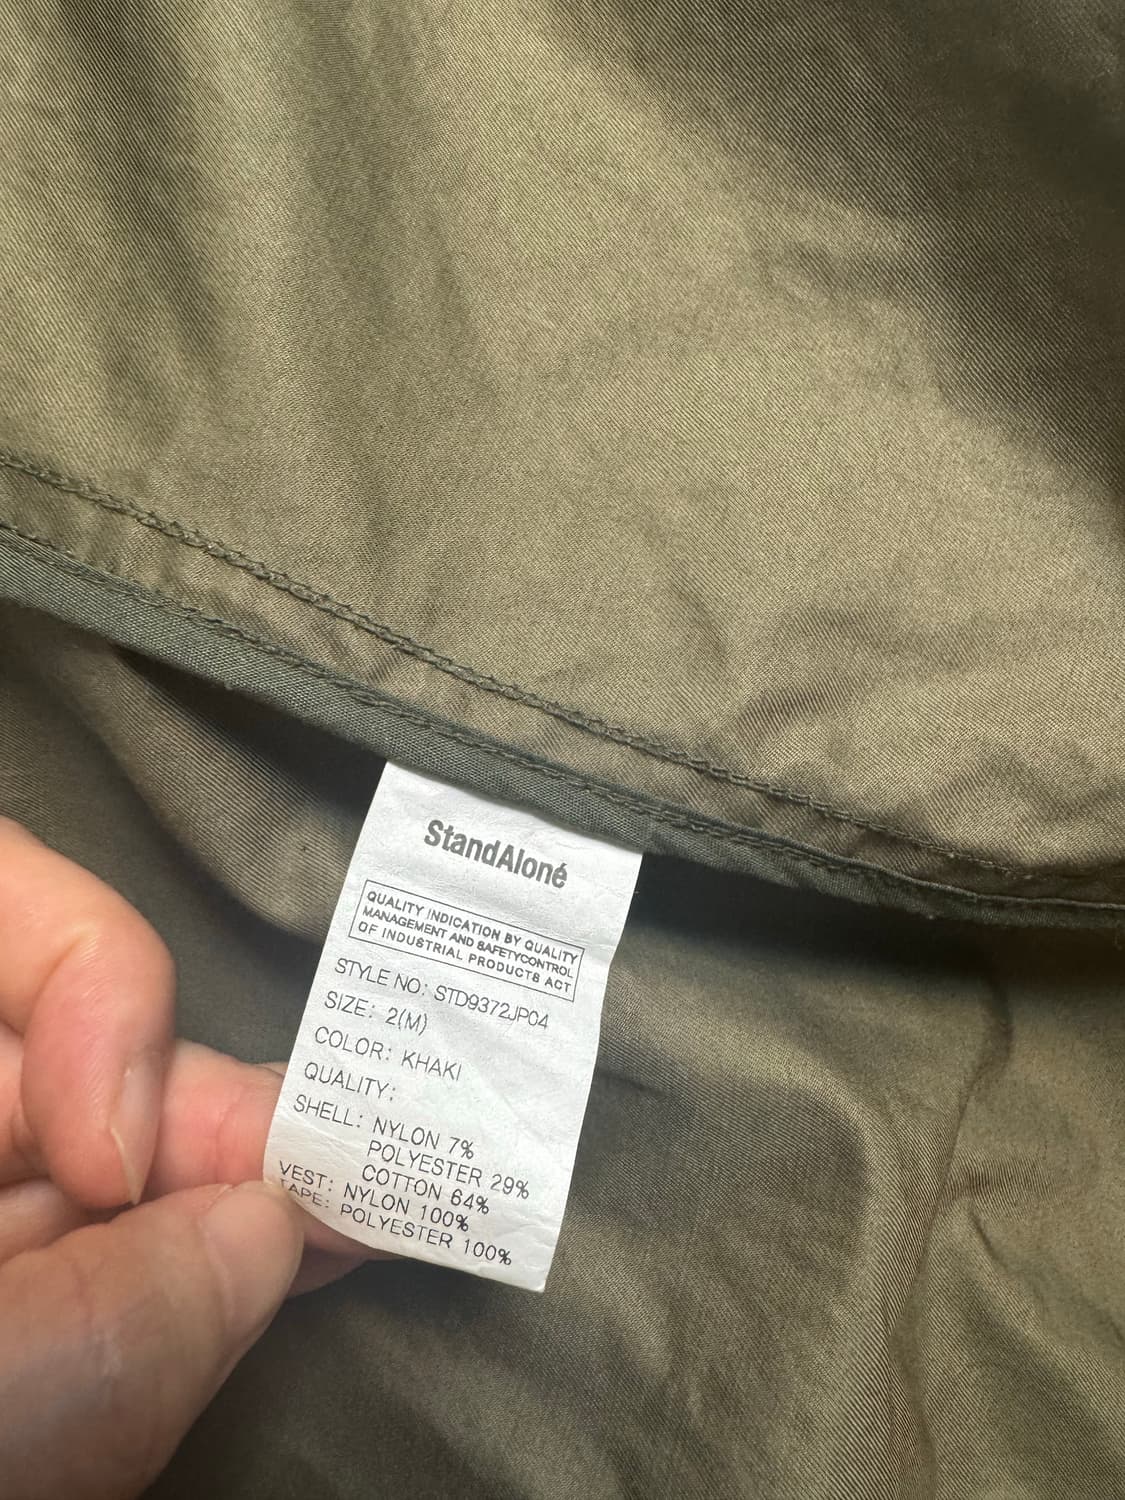 StandAloné
QUALITY INDICATION BY QUALITY
MANAGEMENT AND SAFETYCONTROL
OF INDUSTRIAL PRODUCTS ACT
STYLE NO: STD9372JP04
SIZE: 2(M)
COLOR: KHAKI
QUALITY:
SHELL: NYLON 7%
POLYESTER 29%
COTTON 64%
VEST: NYLON 100%
TAPE: POLYESTER 100%